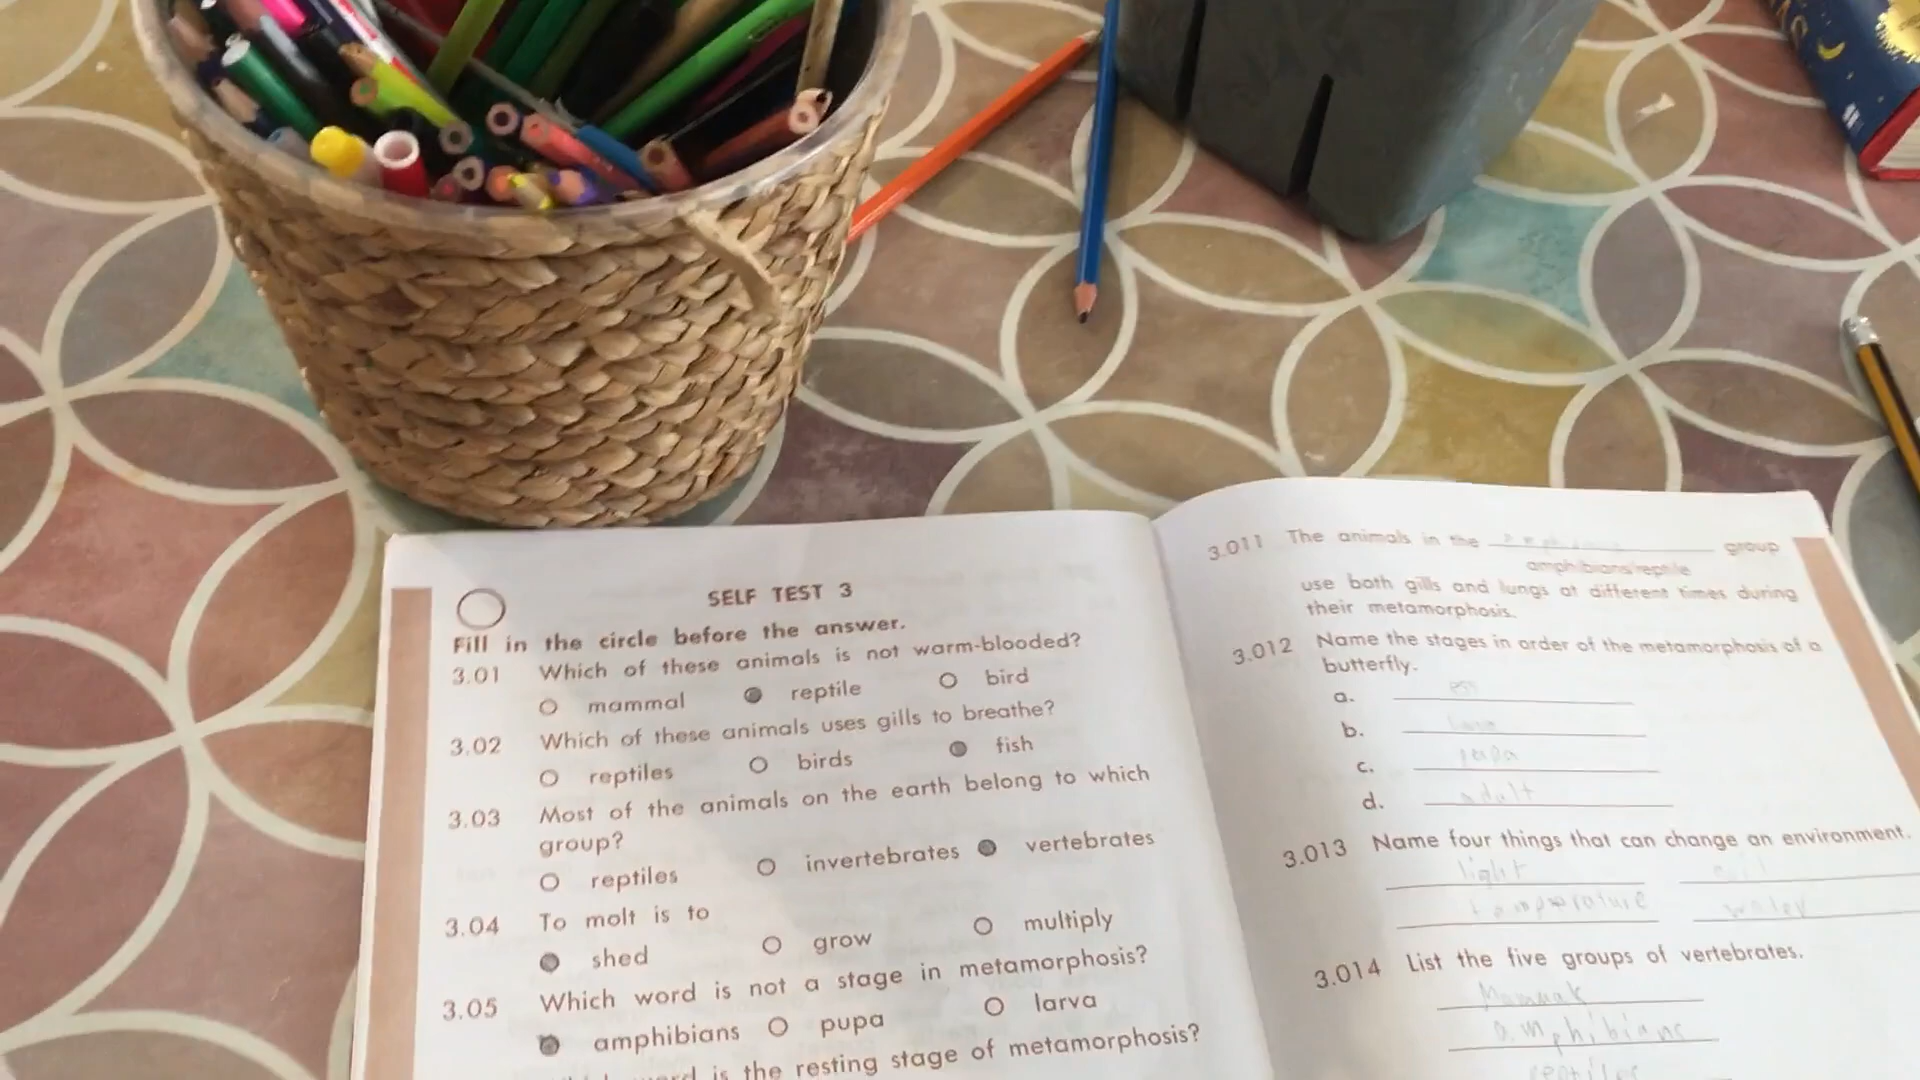 SELF TEST 3
Fill in the circle before the answer.
3.01 Which of these animals is not warm-blooded?
mammal reptile bird
3.02 Which of these animals uses gills to breathe?
reptiles birds fish
3.03 Most of the animals on the earth belong to which
group?
reptiles invertebrates vertebrates
3.04 To molt is to
shed grow multiply
3.05 Which word is not a stage in metamorphosis?
amphibians pupa larva
is the resting stage of metamorphosis?
3.011 The animals in the group
amphibians/reptile
use both gills and lungs at different times during
their metamorphosis.
3.012 Name the stages in order of the metamorphosis of a
butterfly.
a.
b.
c.
d. adult
3.013 Name four things that can change an environment.
light
water
3.014 List the five groups of vertebrates.
amphibians
reptiles